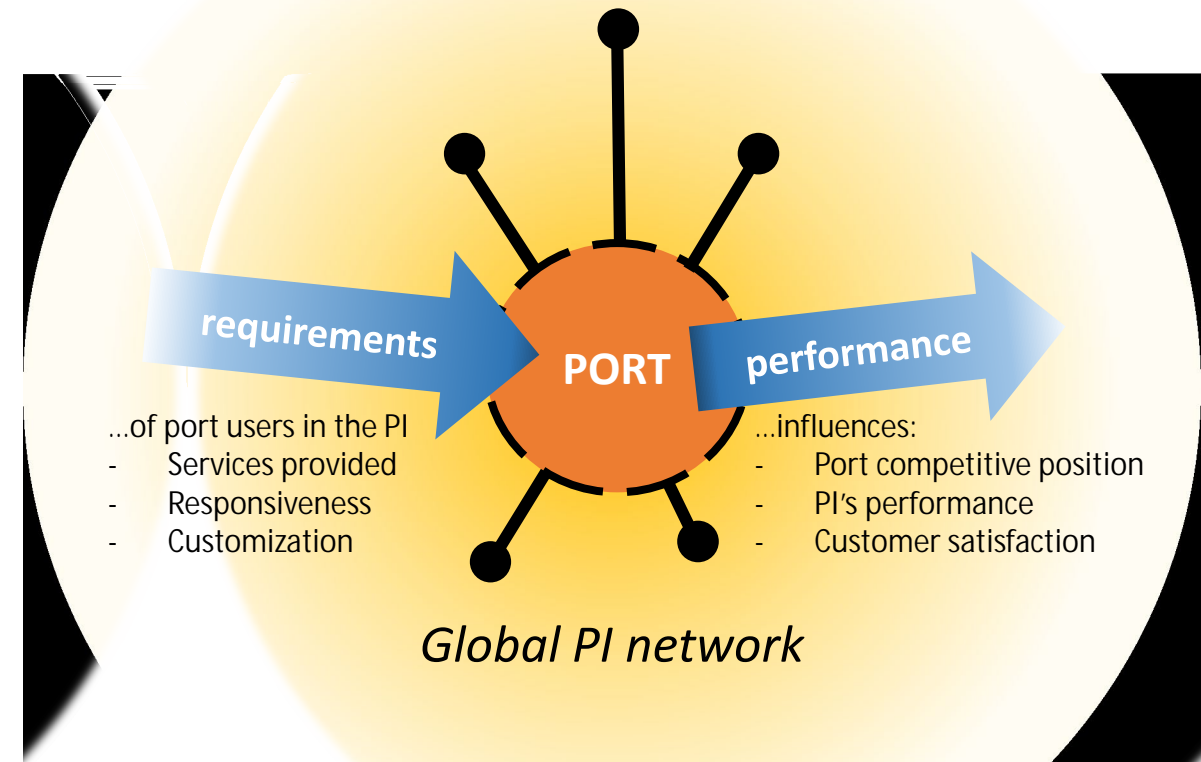 requirements
PORT
performance
...of port users in the PI
- Services provided
- Responsiveness
- Customization
...influences:
- Port competitive position
- PI's performance
- Customer satisfaction
Global PI network